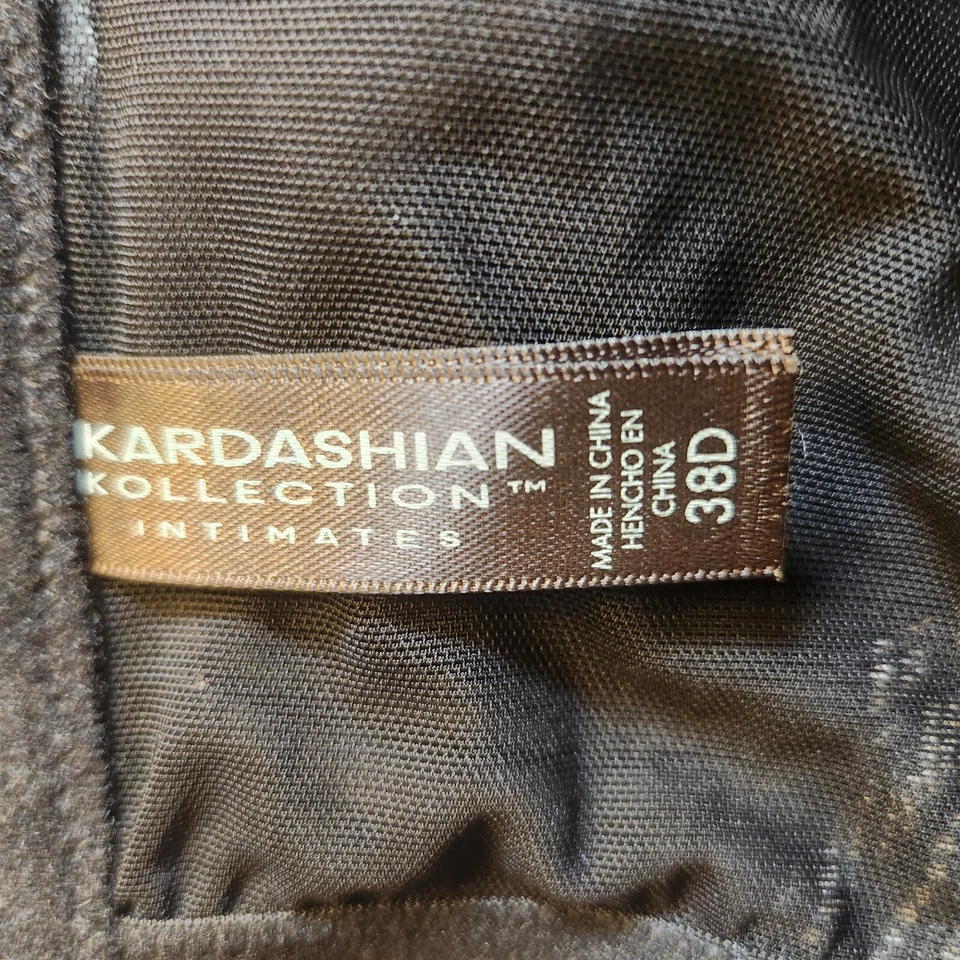 KARDASHIAN
KOLLECTION™
INTIMATES
MADE IN CHINA
HENCHO EN
CHINA
38D